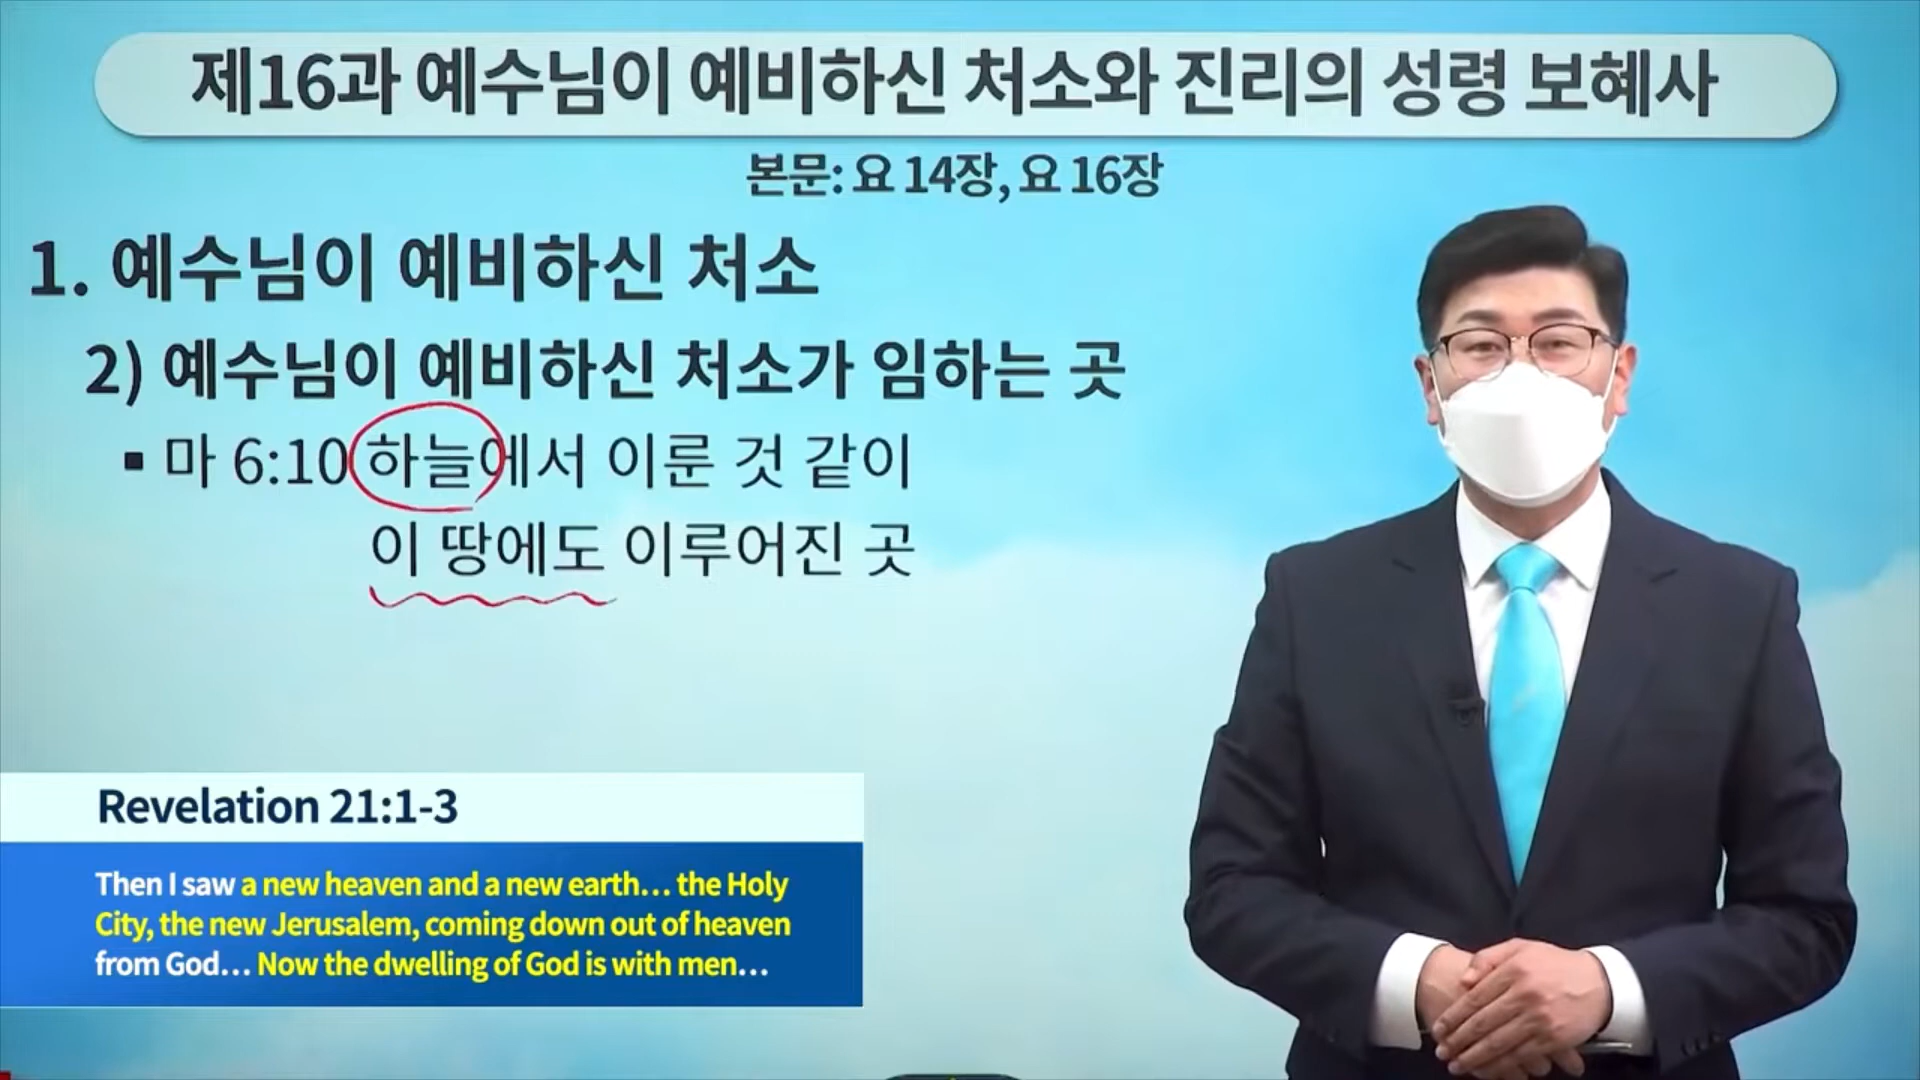 제16과 예수님이 예비하신 처소와 진리의 성령 보혜사
본문: 요 14장, 요 16장
1. 예수님이 예비하신 처소
2) 예수님이 예비하신 처소가 임하는 곳
▪ 마 6:10 하늘에서 이룬 것 같이
이 땅에도 이루어진 곳
Revelation 21:1-3
Then I saw a new heaven and a new earth… the Holy
City, the new Jerusalem, coming down out of heaven
from God… Now the dwelling of God is with men…